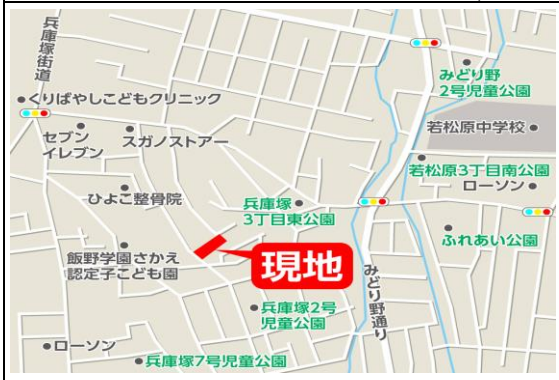 兵庫塚街道
みどり野
2号児童公園
くりばやしこどもクリニック
若松原中学校
セブン
イレブン
スガノストアー
若松原3丁目南公園
ローソン
ひよこ整骨院
兵庫塚
3丁目東公園
ふれあい公園
飯野学園さかえ
認定子ども園
現地
みどり野通り
兵庫塚2号
児童公園
ローソン
兵庫塚7号児童公園